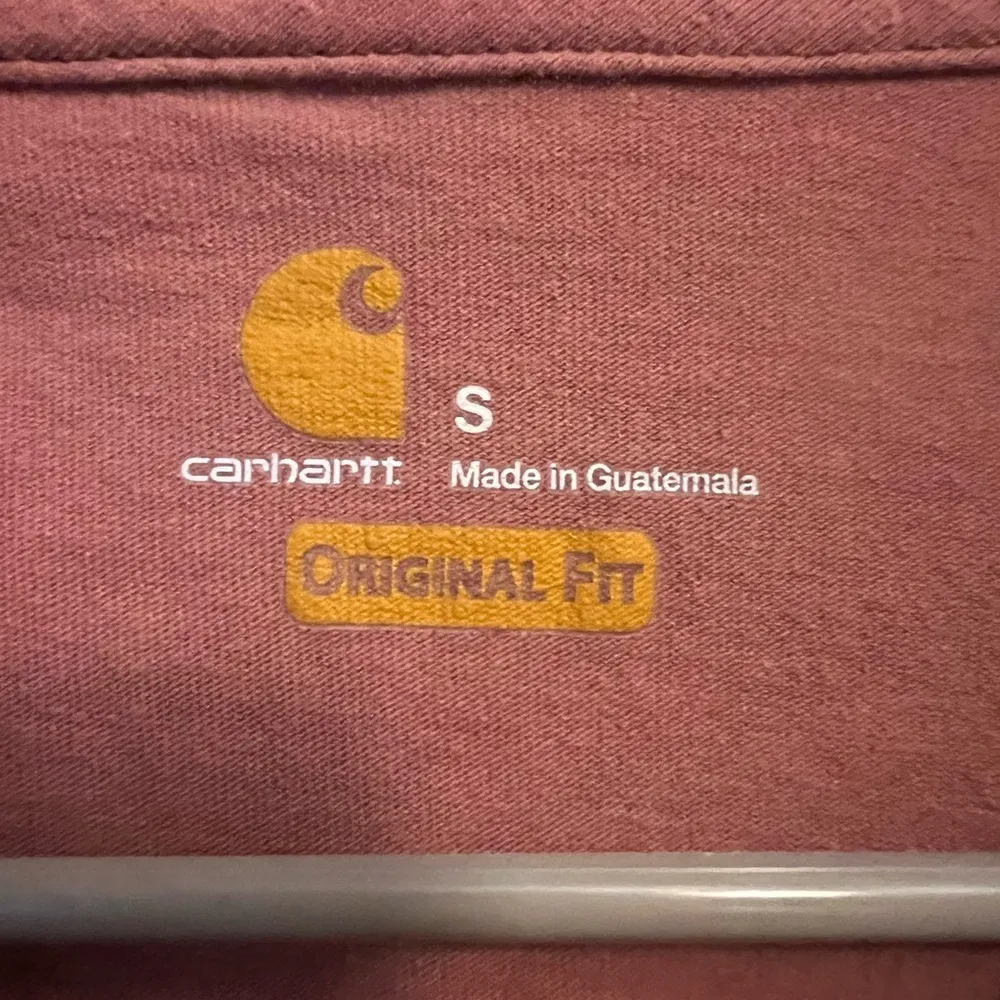 S
carhartt
Made in Guatemala
ORIGINAL FIT